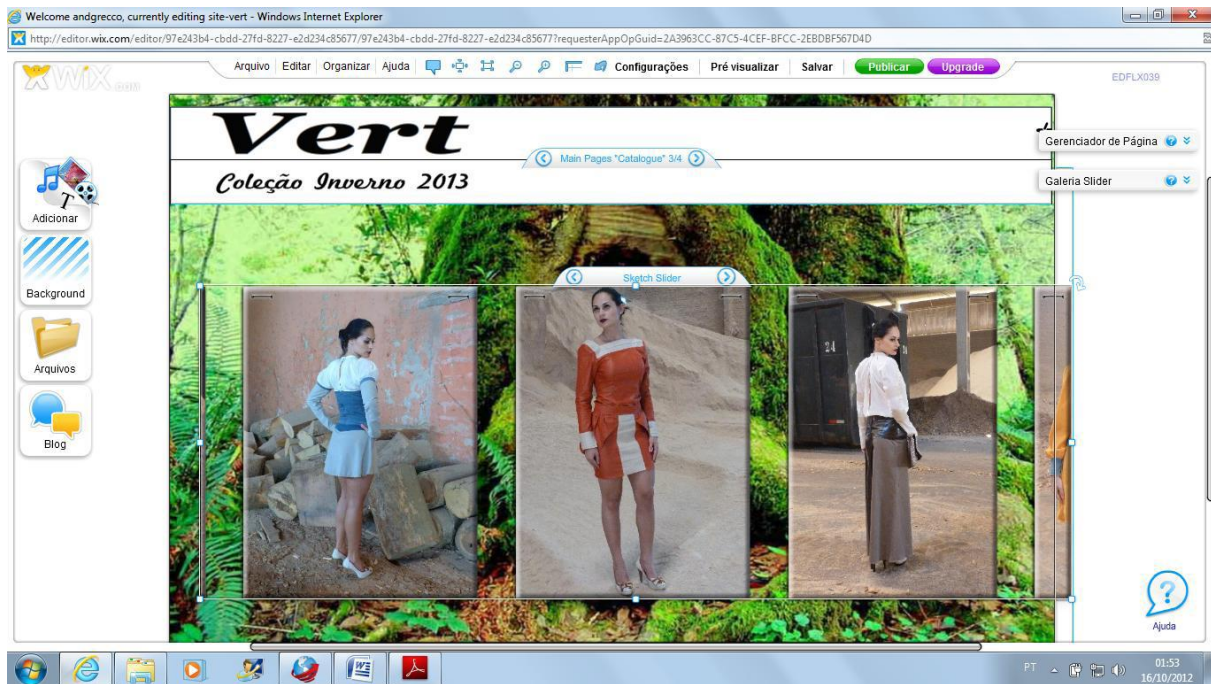 Welcome andgrecco, currently editing site-vert - Windows Internet Explorer
http://editor.wix.com/editor/97e243b4-cbdd-27fd-8227-e2d234c85677/97e243b4-cbdd-27fd-8227-e2d234c85677?requesterAppOpGuid=2A3963CC-87C5-4CEF-BFCC-2EBDBF567D4D
WiX.com
Arquivo Editar Organizar Ajuda Configurações Pré visualizar Salvar Publicar Upgrade
EDFLX039
Vert
Main Pages "Catalogue" 3/4
Coleção Inverno 2013
Gerenciador de Página
Galeria Slider
Adicionar
Background
Arquivos
Blog
Sketch Slider
24
Ajuda
PT
01:53
16/10/2012